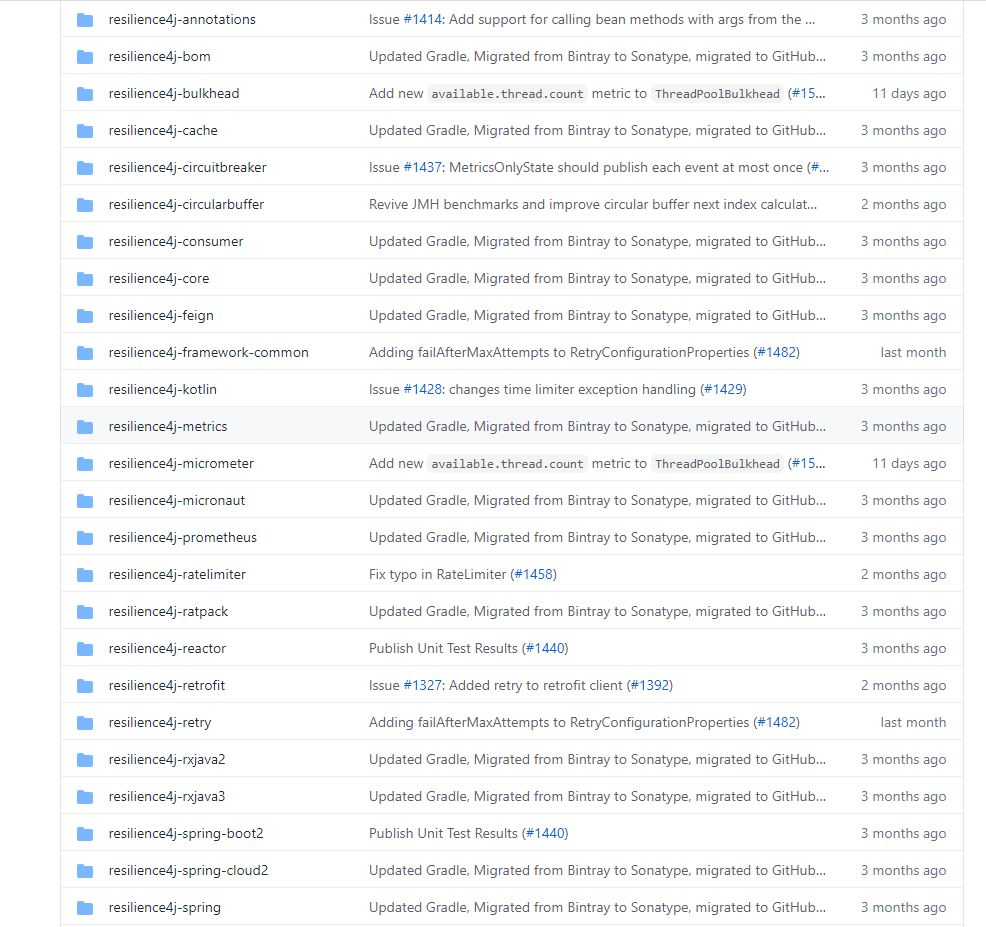 resilience4j-annotations Issue #1414: Add support for calling bean methods with args from the ... 3 months ago
resilience4j-bom Updated Gradle, Migrated from Bintray to Sonatype, migrated to GitHub... 3 months ago
resilience4j-bulkhead Add new available.thread.count metric to ThreadPoolBulkhead (#15... 11 days ago
resilience4j-cache Updated Gradle, Migrated from Bintray to Sonatype, migrated to GitHub... 3 months ago
resilience4j-circuitbreaker Issue #1437: MetricsOnlyState should publish each event at most once (#... 3 months ago
resilience4j-circularbuffer Revive JMH benchmarks and improve circular buffer next index calculat... 2 months ago
resilience4j-consumer Updated Gradle, Migrated from Bintray to Sonatype, migrated to GitHub... 3 months ago
resilience4j-core Updated Gradle, Migrated from Bintray to Sonatype, migrated to GitHub... 3 months ago
resilience4j-feign Updated Gradle, Migrated from Bintray to Sonatype, migrated to GitHub... 3 months ago
resilience4j-framework-common Adding failAfterMaxAttempts to RetryConfigurationProperties (#1482) last month
resilience4j-kotlin Issue #1428: changes time limiter exception handling (#1429) 3 months ago
resilience4j-metrics Updated Gradle, Migrated from Bintray to Sonatype, migrated to GitHub... 3 months ago
resilience4j-micrometer Add new available.thread.count metric to ThreadPoolBulkhead (#15... 11 days ago
resilience4j-micronaut Updated Gradle, Migrated from Bintray to Sonatype, migrated to GitHub... 3 months ago
resilience4j-prometheus Updated Gradle, Migrated from Bintray to Sonatype, migrated to GitHub... 3 months ago
resilience4j-ratelimiter Fix typo in RateLimiter (#1458) 2 months ago
resilience4j-ratpack Updated Gradle, Migrated from Bintray to Sonatype, migrated to GitHub... 3 months ago
resilience4j-reactor Publish Unit Test Results (#1440) 3 months ago
resilience4j-retrofit Issue #1327: Added retry to retrofit client (#1392) 2 months ago
resilience4j-retry Adding failAfterMaxAttempts to RetryConfigurationProperties (#1482) last month
resilience4j-rxjava2 Updated Gradle, Migrated from Bintray to Sonatype, migrated to GitHub... 3 months ago
resilience4j-rxjava3 Updated Gradle, Migrated from Bintray to Sonatype, migrated to GitHub... 3 months ago
resilience4j-spring-boot2 Publish Unit Test Results (#1440) 3 months ago
resilience4j-spring-cloud2 Updated Gradle, Migrated from Bintray to Sonatype, migrated to GitHub... 3 months ago
resilience4j-spring Updated Gradle, Migrated from Bintray to Sonatype, migrated to GitHub... 3 months ago